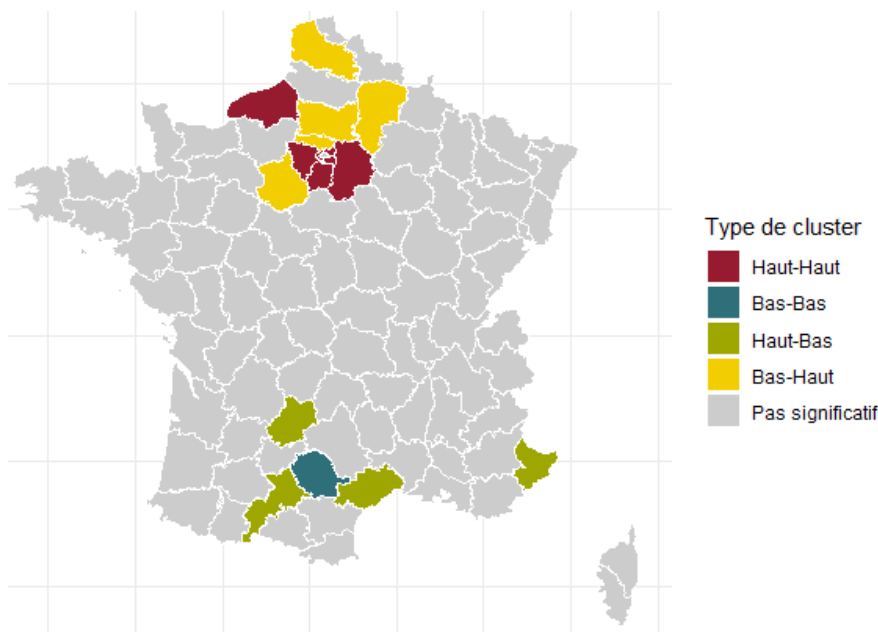 Type de cluster
Haut-Haut
Bas-Bas
Haut-Bas
Bas-Haut
Pas significatif